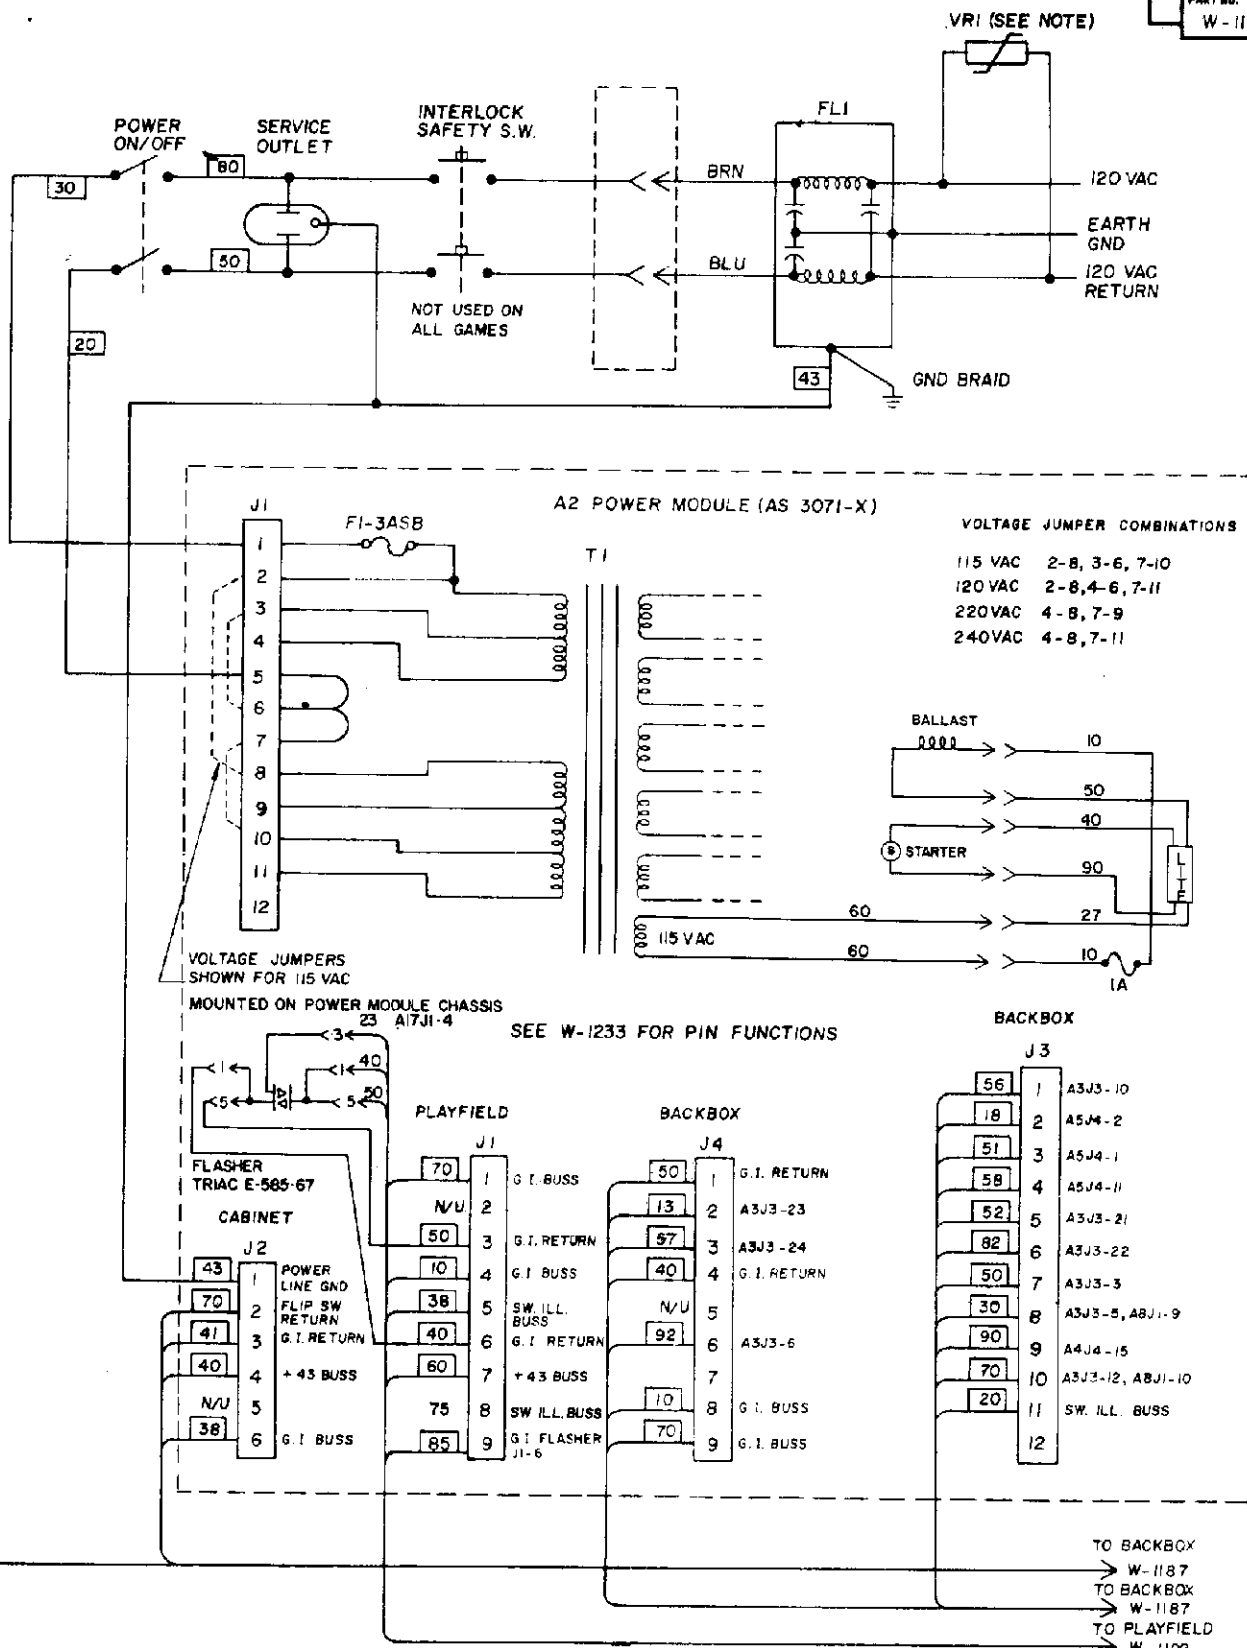 VR1 (SEE NOTE)
PART NO.
W-11
POWER
ON/OFF
SERVICE
OUTLET
INTERLOCK
SAFETY S.W.
FL1
30
80
BRN
120 VAC
EARTH
GND
50
BLU
120 VAC
RETURN
NOT USED ON
ALL GAMES
20
43
GND BRAID
A2 POWER MODULE (AS 3071-X)
J1
F1-3ASB
T1
VOLTAGE JUMPER COMBINATIONS
115 VAC 2-8, 3-6, 7-10
120 VAC 2-8, 4-6, 7-11
220VAC 4-8, 7-9
240VAC 4-8, 7-11
1
2
3
4
5
6
7
8
9
10
11
12
BALLAST
10
50
40
S STARTER
90
LITE
60
27
115 VAC
60
10
1A
VOLTAGE JUMPERS
SHOWN FOR 115 VAC
MOUNTED ON POWER MODULE CHASSIS
23 A17J1-4
SEE W-1233 FOR PIN FUNCTIONS
3
1
1
40
5
5
50
FLASHER
TRIAC E-585-67
CABINET
J2
43 1 POWER LINE GND
70 2 FLIP SW RETURN
41 3 G.I. RETURN
40 4 +43 BUSS
N/U 5
38 6 G.I BUSS
PLAYFIELD
J1
70 1 G I. BUSS
N/U 2
50 3 G.I. RETURN
10 4 G.I BUSS
38 5 SW. ILL. BUSS
40 6 G.I RETURN
60 7 +43 BUSS
75 8 SW ILL. BUSS
85 9 G I FLASHER J1-6
BACKBOX
J4
50 1 G.I. RETURN
13 2 A3J3-23
57 3 A3J3-24
40 4 G.I. RETURN
N/U 5
92 6 A3J3-6
7
10 8 G.I. BUSS
70 9 G.I. BUSS
BACKBOX
J3
56 1 A3J3-10
18 2 A5J4-2
51 3 A5J4-1
58 4 A5J4-11
52 5 A3J3-21
82 6 A3J3-22
50 7 A3J3-3
30 8 A3J3-5, A8J1-9
90 9 A4J4-15
70 10 A3J3-12, A8J1-10
20 11 SW. ILL. BUSS
12
TO BACKBOX
W-1187
TO BACKBOX
W-1187
TO PLAYFIELD